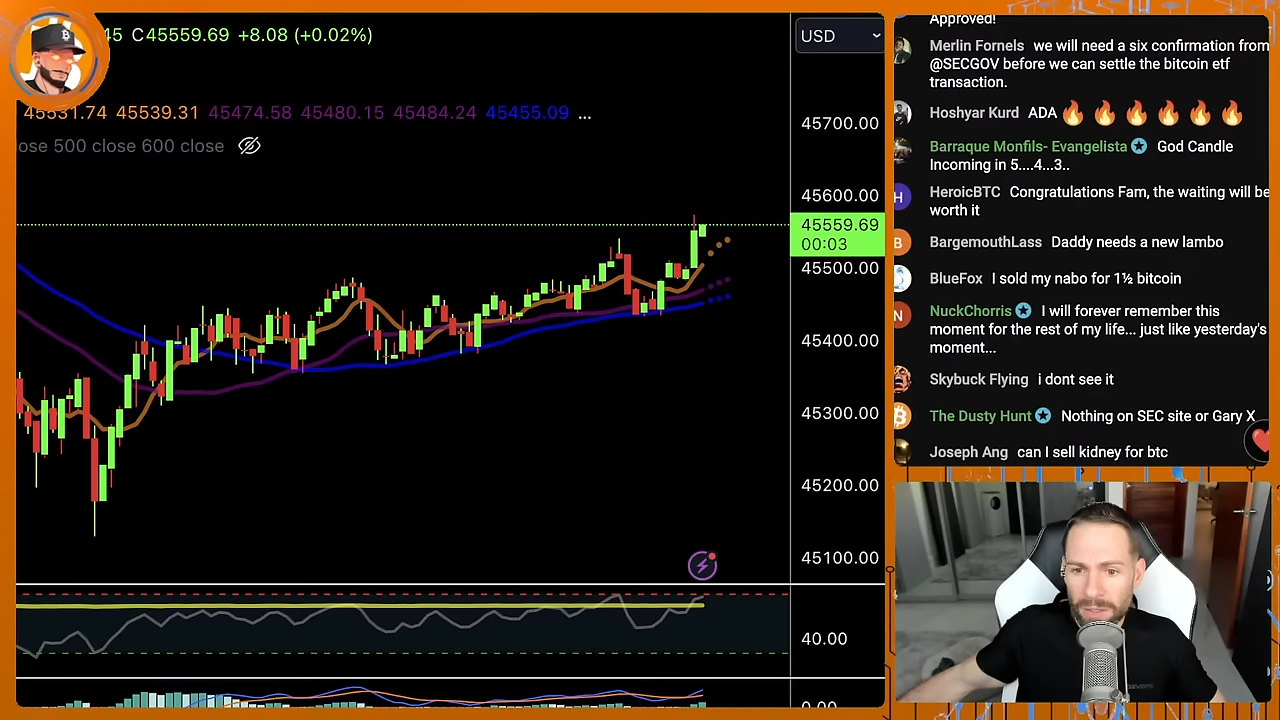 45 C45559.69 +8.08 (+0.02%)
45531.74 45539.31 45474.58 45480.15 45484.24 45455.09 ...
ose 500 close 600 close
USD
45700.00
45600.00
45559.69
00:03
45500.00
45400.00
45300.00
45200.00
45100.00
40.00
0.00
Approved!
Merlin Fornels we will need a six confirmation from
@SECGOV before we can settle the bitcoin etf
transaction.
Hoshyar Kurd ADA 🔥 🔥 🔥 🔥 🔥 🔥
Barraque Monfils- Evangelista God Candle
Incoming in 5....4...3..
H HeroicBTC Congratulations Fam, the waiting will be
worth it
B BargemouthLass Daddy needs a new lambo
BlueFox I sold my nabo for 1½ bitcoin
N NuckChorris I will forever remember this
moment for the rest of my life... just like yesterday's
moment...
Skybuck Flying i dont see it
The Dusty Hunt Nothing on SEC site or Gary X
Joseph Ang can I sell kidney for btc